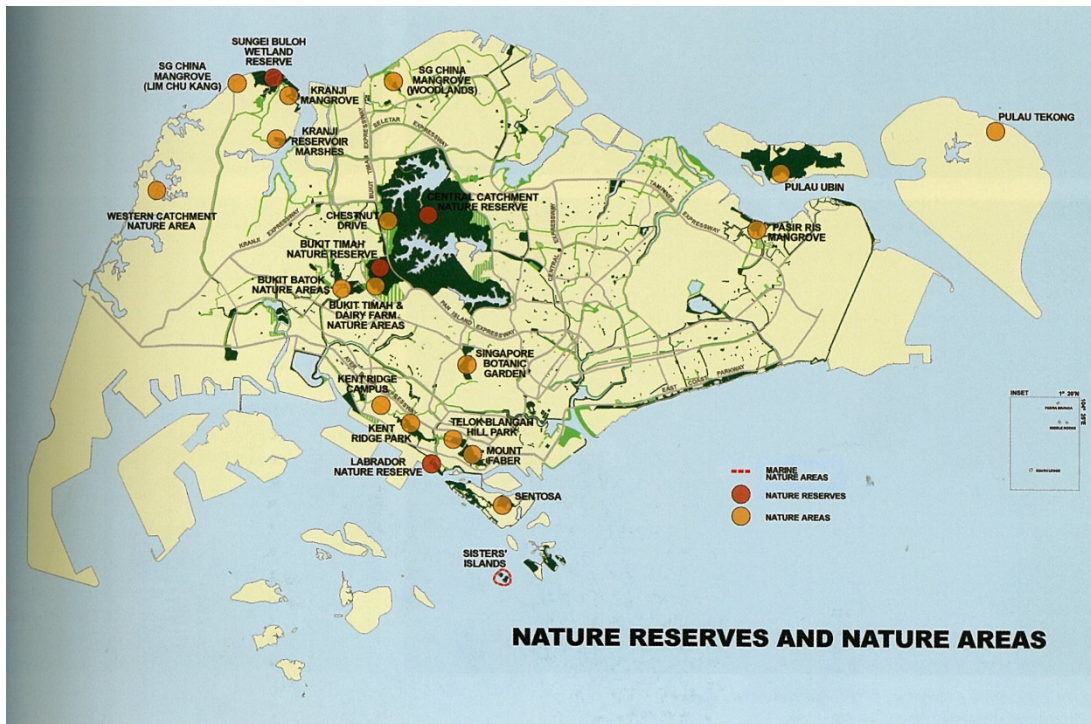 SUNGEI BULOH
WETLAND
RESERVE
SG CHINA
MANGROVE
(LIM CHU KANG)
KRANJI
MANGROVE
SG CHINA
MANGROVE
(WOODLANDS)
KRANJI
RESERVOIR
MARSHES
PULAU TEKONG
PULAU UBIN
WESTERN CATCHMENT
NATURE AREA
BUKIT TIMAH EXPRESSWAY
SELETAR EXPRESSWAY
TAMPINES EXPRESSWAY
CENTRAL CATCHMENT
NATURE RESERVE
CHESTNUT
DRIVE
KRANJI EXPRESSWAY
CENTRAL EXPRESSWAY
PASIR RIS
MANGROVE
BUKIT TIMAH
NATURE RESERVE
BUKIT BATOK
NATURE AREAS
BUKIT TIMAH &
DAIRY FARM
NATURE AREAS
PAN ISLAND EXPRESSWAY
SINGAPORE
BOTANIC
GARDEN
EAST COAST PARKWAY
KENT RIDGE
CAMPUS
KENT
RIDGE PARK
TELOK BLANGAH
HILL PARK
MOUNT
FABER
LABRADOR
NATURE RESERVE
SENTOSA
SISTERS'
ISLANDS
INSET
1° 20'N
MARINE
NATURE AREAS
NATURE RESERVES
NATURE AREAS
NATURE RESERVES AND NATURE AREAS